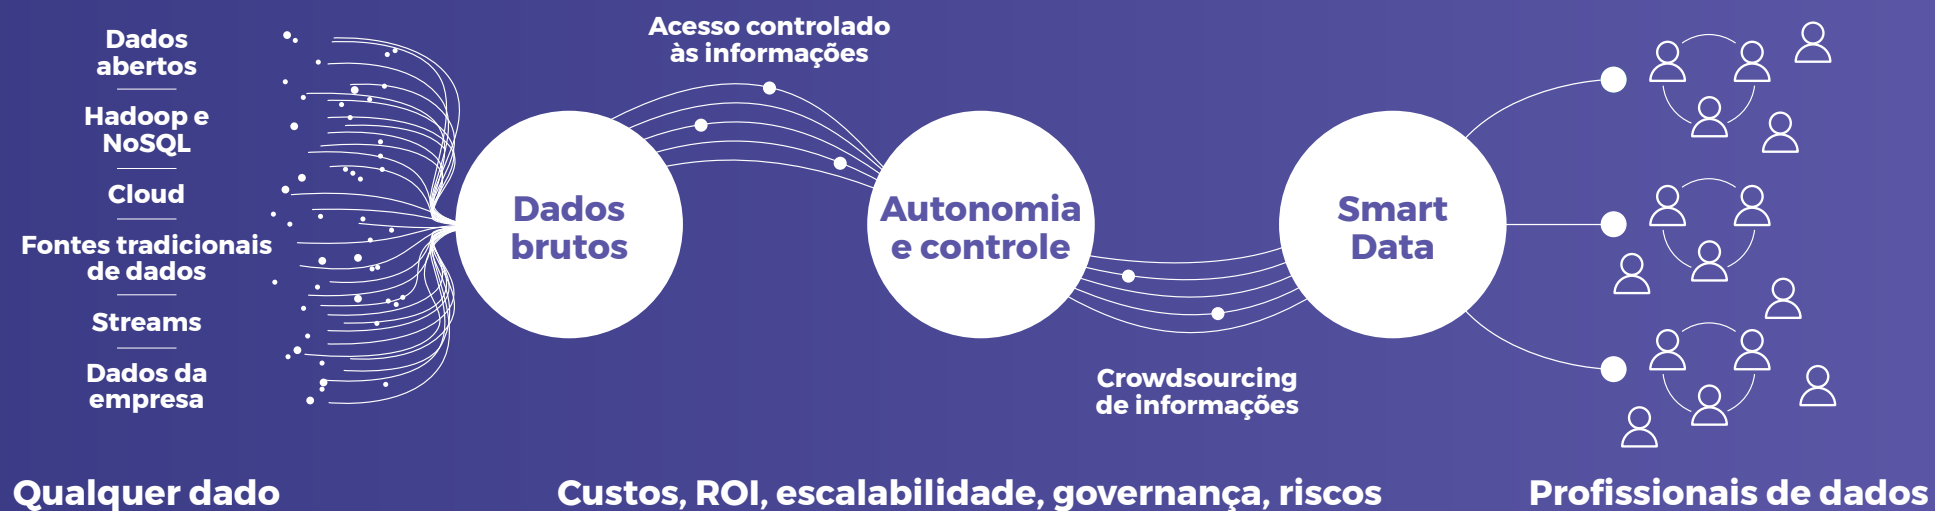 Dados
abertos
Hadoop e
NoSQL
Cloud
Fontes tradicionais
de dados
Streams
Dados da
empresa
Qualquer dado
Dados
brutos
Acesso controlado
às informações
Autonomia
e controle
Crowdsourcing
de informações
Smart
Data
Custos, ROI, escalabilidade, governança, riscos
Profissionais de dados